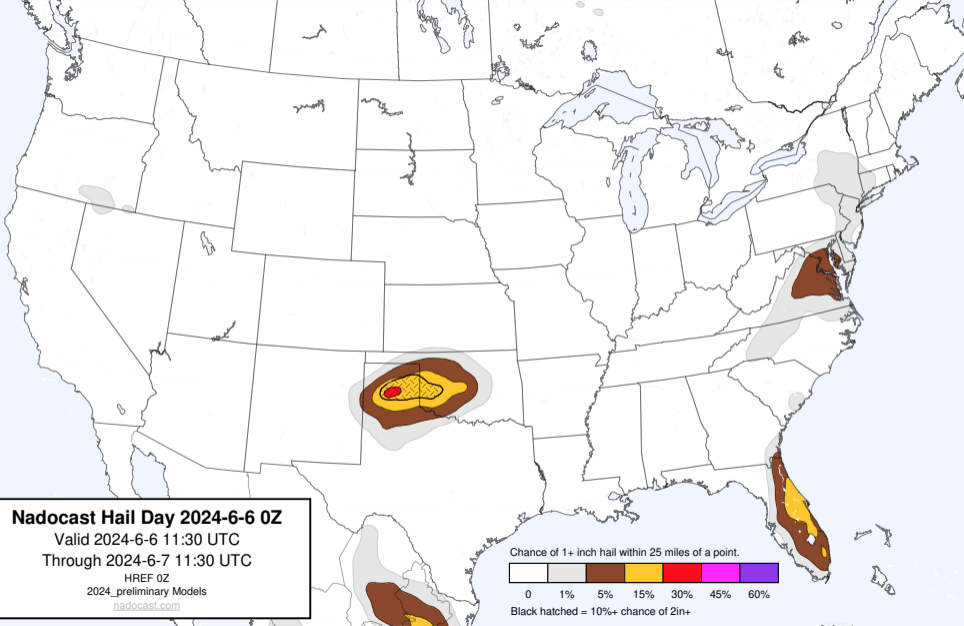 Nadocast Hail Day 2024-6-6 0Z
Valid 2024-6-6 11:30 UTC
Through 2024-6-7 11:30 UTC
HREF 0Z
2024_preliminary Models
nadocast.com
Chance of 1+ inch hail within 25 miles of a point.
0 1% 5% 15% 30% 45% 60%
Black hatched = 10%+ chance of 2in+